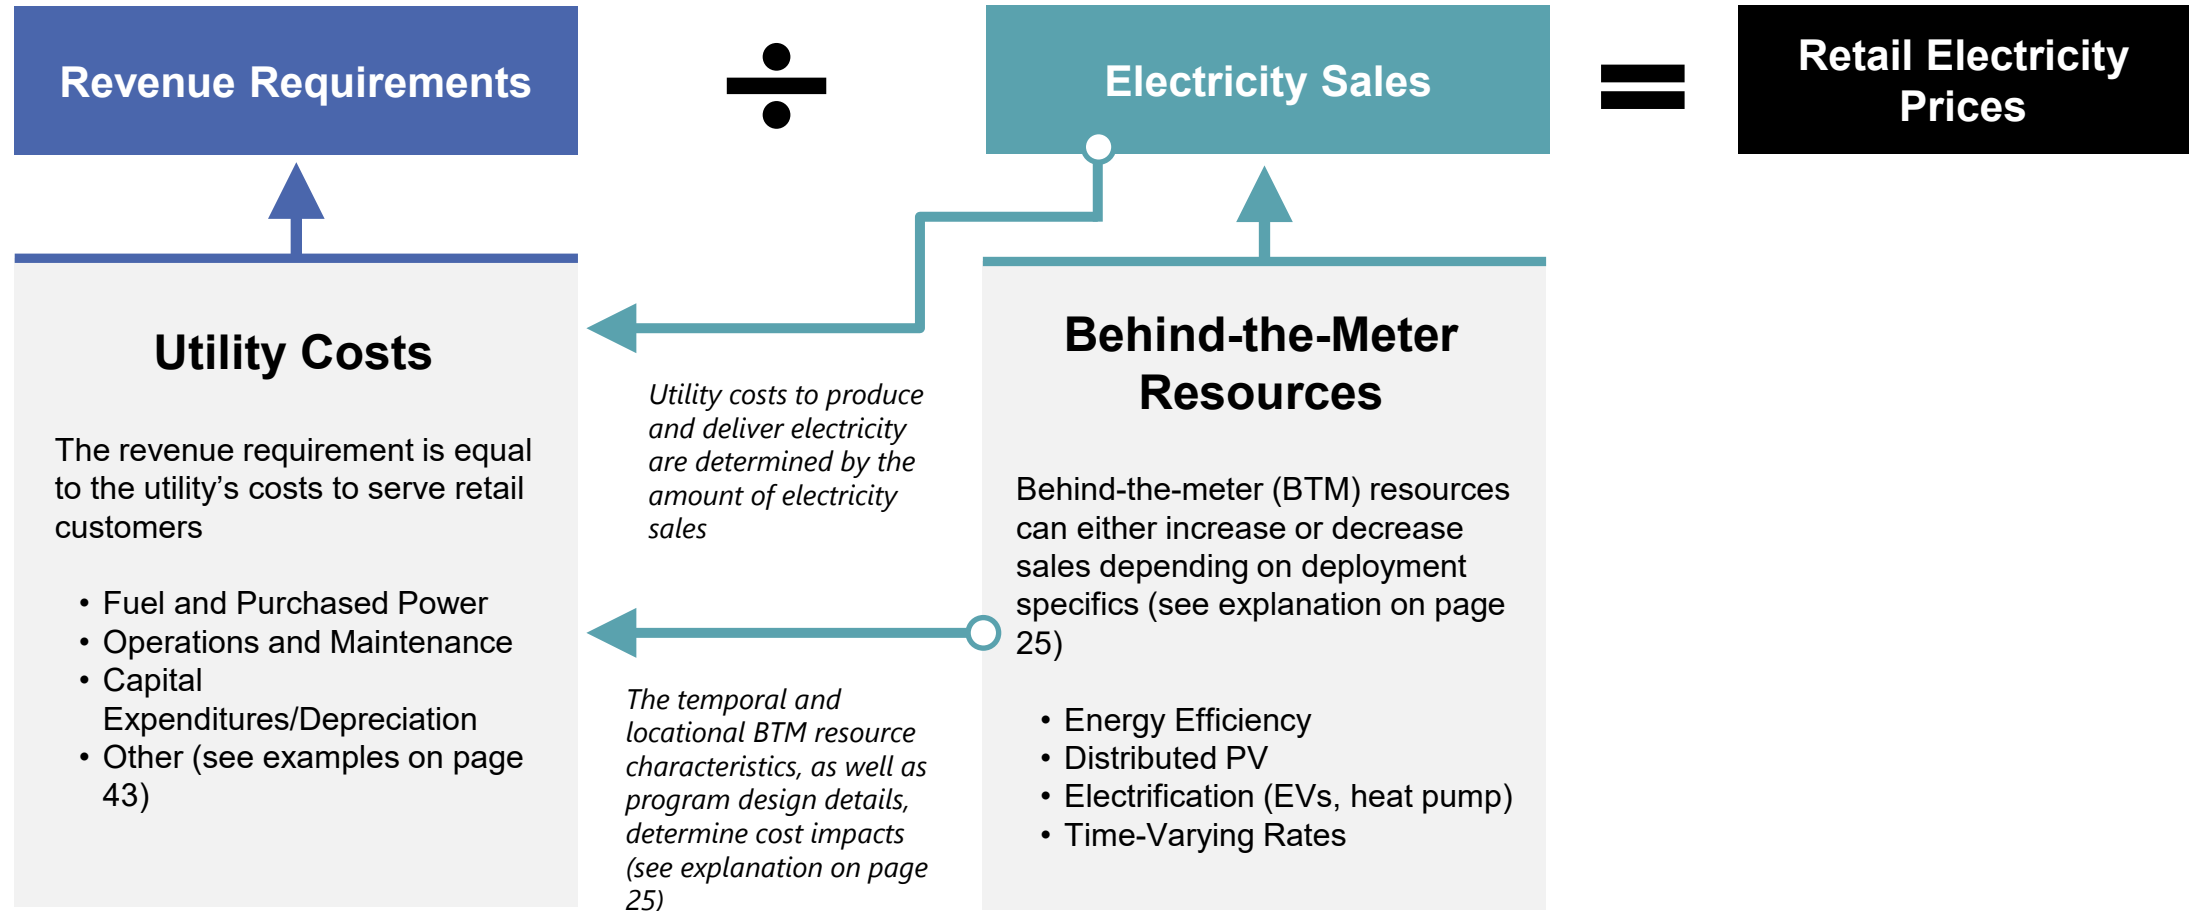 Revenue Requirements
÷
Electricity Sales
=
Retail Electricity
Prices
Utility Costs
The revenue requirement is equal
to the utility’s costs to serve retail
customers
• Fuel and Purchased Power
• Operations and Maintenance
• Capital
Expenditures/Depreciation
• Other (see examples on page
43)
Utility costs to produce
and deliver electricity
are determined by the
amount of electricity
sales
The temporal and
locational BTM resource
characteristics, as well as
program design details,
determine cost impacts
(see explanation on page
25)
Behind-the-Meter
Resources
Behind-the-meter (BTM) resources
can either increase or decrease
sales depending on deployment
specifics (see explanation on page
25)
• Energy Efficiency
• Distributed PV
• Electrification (EVs, heat pump)
• Time-Varying Rates